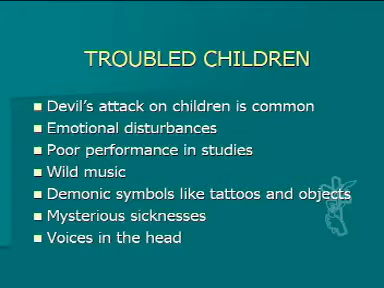 TROUBLED CHILDREN
Devil's attack on children is common
Emotional disturbances
Poor performance in studies
Wild music
Demonic symbols like tattoos and objects
Mysterious sicknesses
Voices in the head